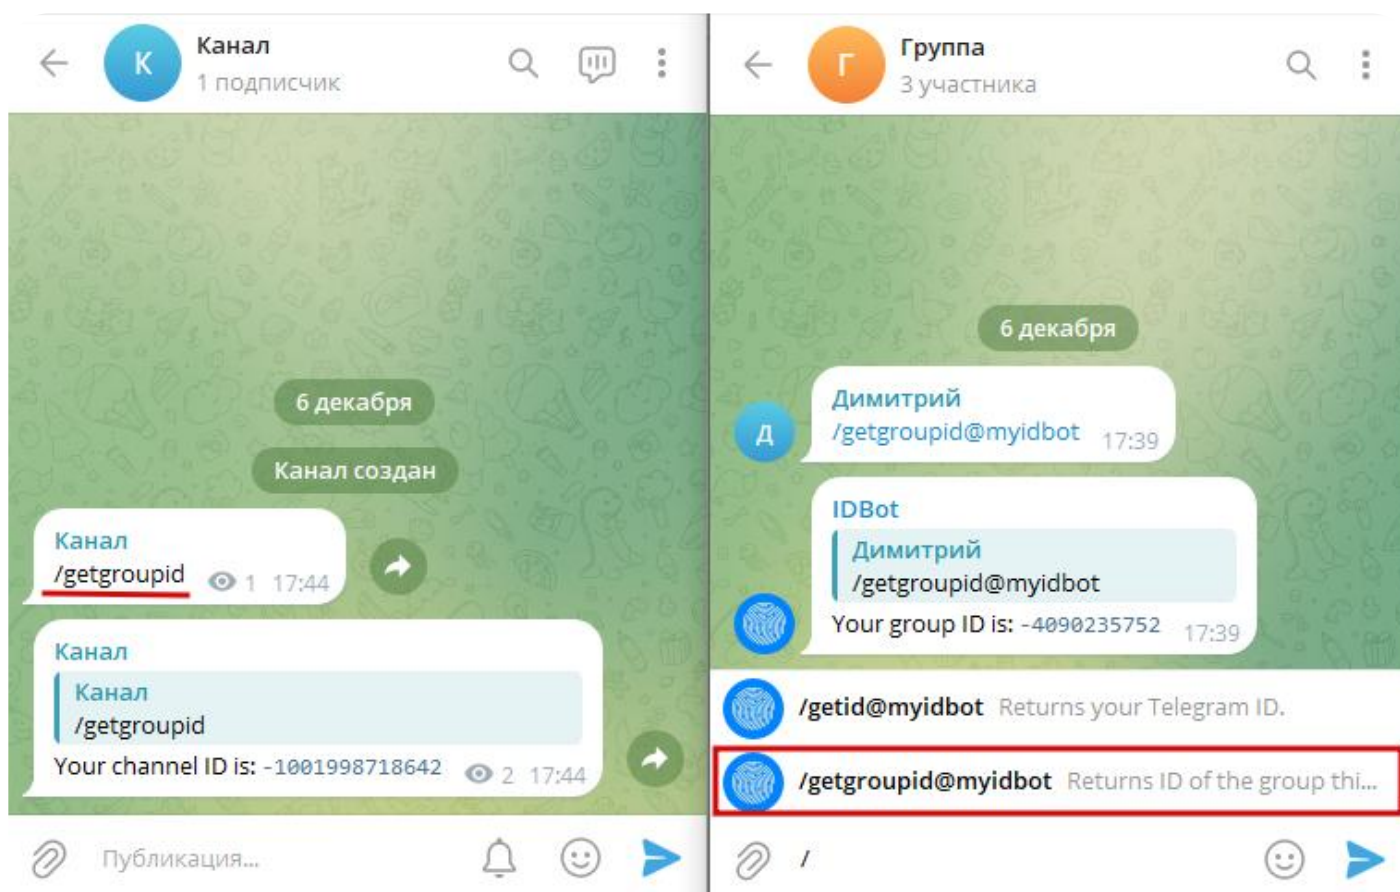 К
Канал
1 подписчик
6 декабря
Канал создан
Канал
/getgroupid 1 17:44
Канал
Канал
/getgroupid
Your channel ID is: -1001998718642 2 17:44
Публикация...
Г
Группа
3 участника
6 декабря
Д
Димитрий
/getgroupid@myidbot 17:39
IDBot
Димитрий
/getgroupid@myidbot
Your group ID is: -4090235752 17:39
/getid@myidbot Returns your Telegram ID.
/getgroupid@myidbot Returns ID of the group thi...
/